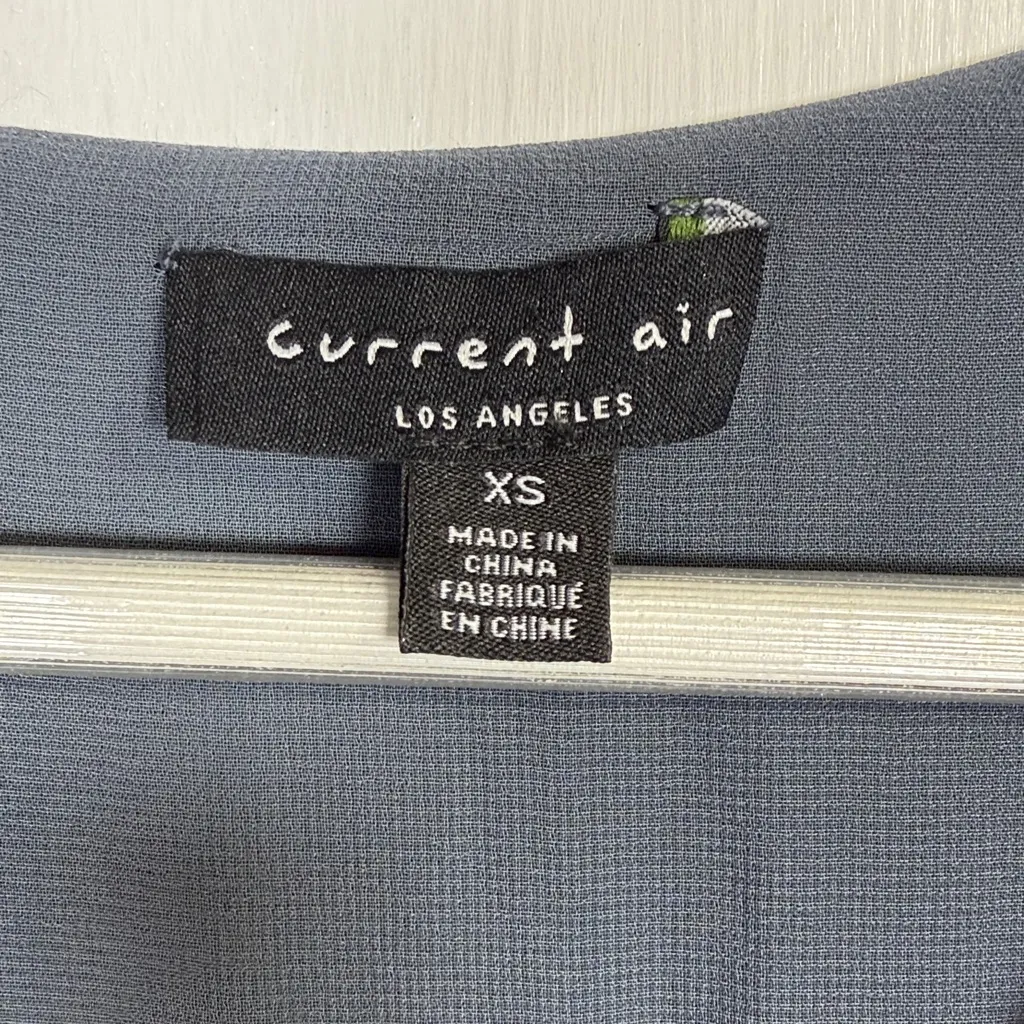 current air
LOS ANGELES
XS
MADE IN
CHINA
FABRIQUÉ
EN CHINE